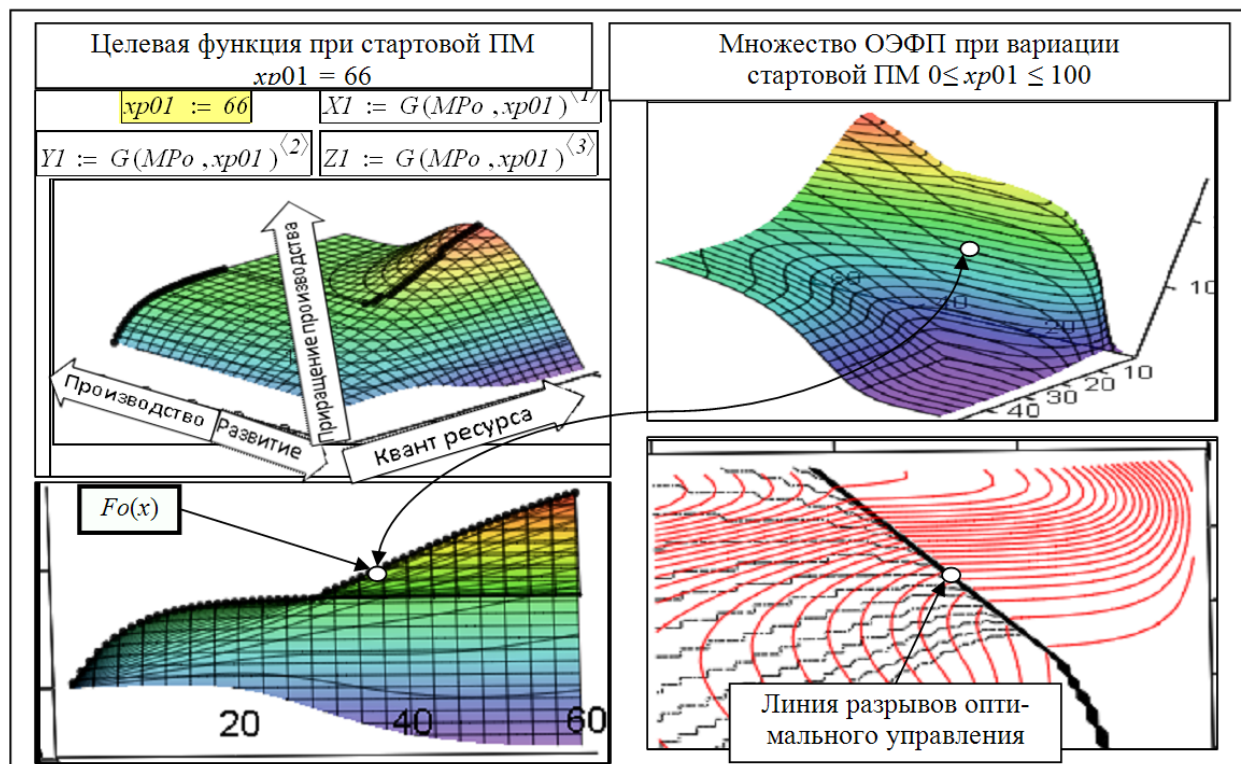 Целевая функция при стартовой ПМ
xp01 = 66
xp01 := 66
X1 := G(MPo , xp01)⟨1⟩
Y1 := G(MPo , xp01)⟨2⟩
Z1 := G(MPo , xp01)⟨3⟩
Приращение производства
Производство
Развитие
Квант ресурса
Множество ОЭФП при вариации
стартовой ПМ 0≤ xp01 ≤ 100
10
10
20
30
40
Fo(x)
20
40
60
Линия разрывов опти-
мального управления